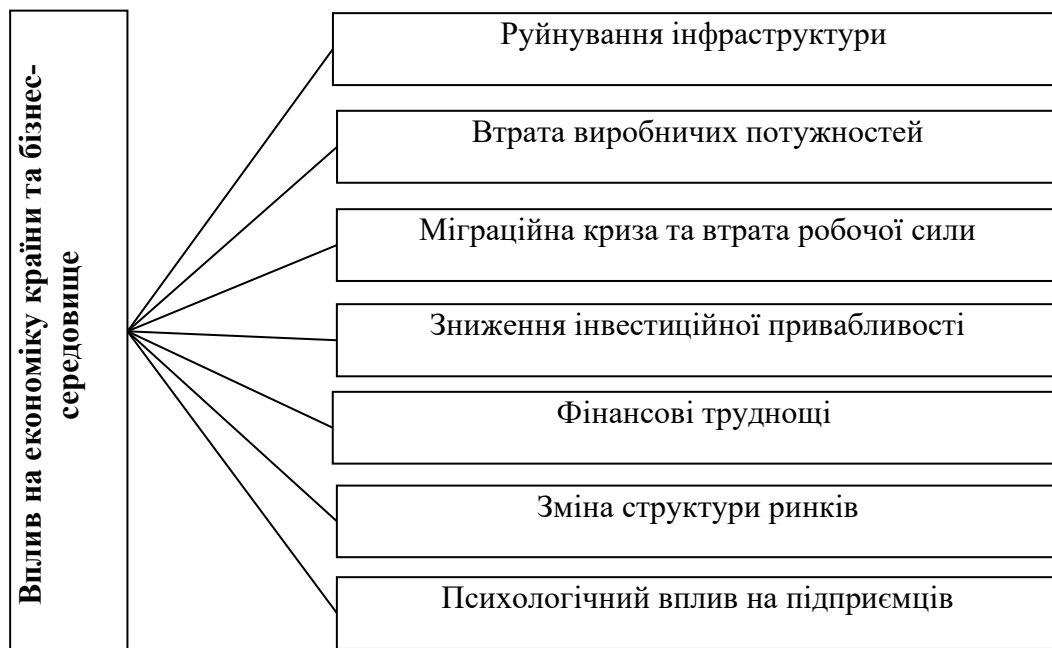 Вплив на економіку країни та бізнес-
середовище
Руйнування інфраструктури
Втрата виробничих потужностей
Міграційна криза та втрата робочої сили
Зниження інвестиційної привабливості
Фінансові труднощі
Зміна структури ринків
Психологічний вплив на підприємців